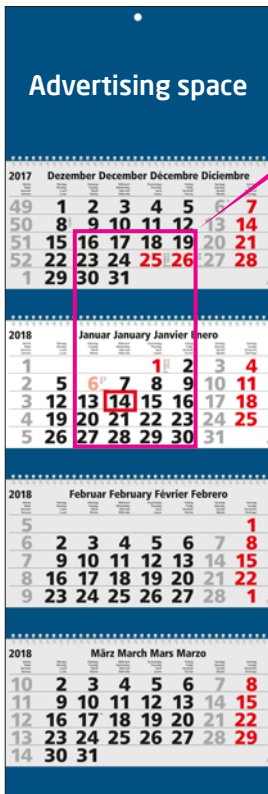 Advertising space
2017 Dezember December Décembre Diciembre
49 1 2 3 4 5 6 7
50 8 9 10 11 12 13 14
51 15 16 17 18 19 20 21
52 22 23 24 25 26 27 28
1 29 30 31
2018 Januar January Janvier Enero
1 1 2 3 4
2 5 6 7 8 9 10 11
3 12 13 14 15 16 17 18
4 19 20 21 22 23 24 25
5 26 27 28 29 30 31
2018 Februar February Février Febrero
5 1
6 2 3 4 5 6 7 8
7 9 10 11 12 13 14 15
8 16 17 18 19 20 21 22
9 23 24 25 26 27 28 1
2018 März March Mars Marzo
10 2 3 4 5 6 7 8
11 9 10 11 12 13 14 15
12 16 17 18 19 20 21 22
13 23 24 25 26 27 28 29
14 30 31